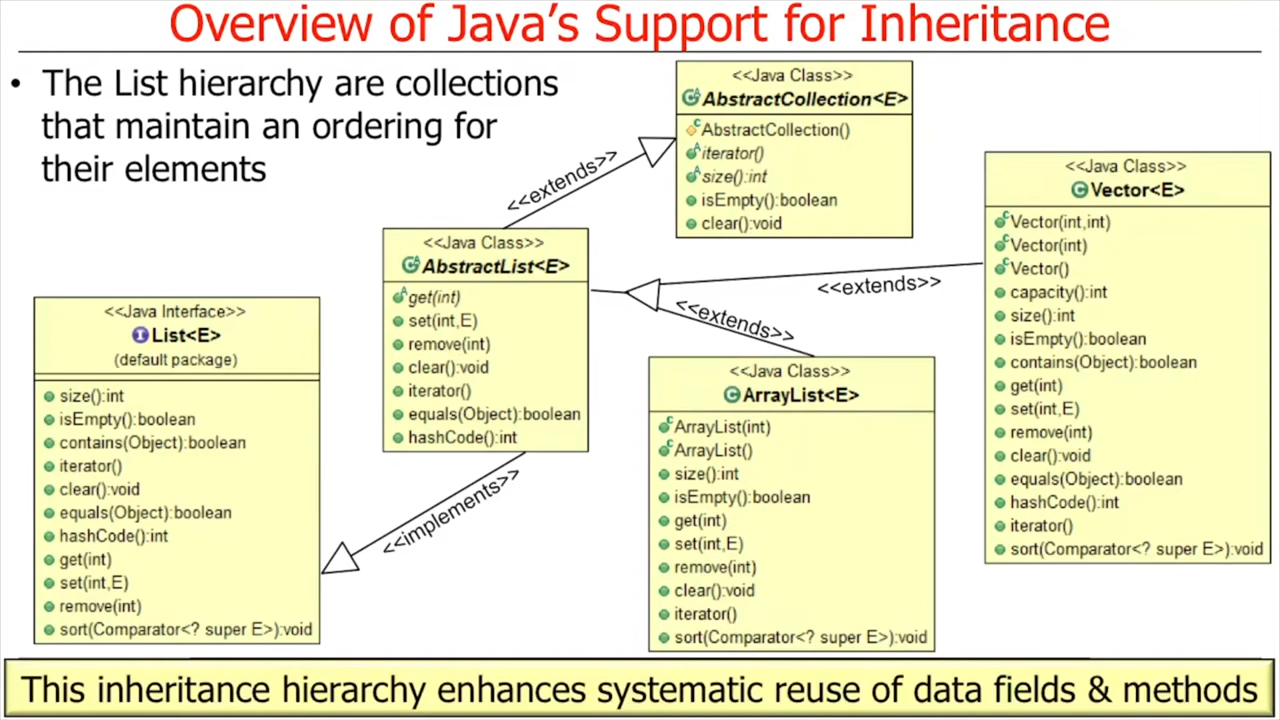 Overview of Java's Support for Inheritance
• The List hierarchy are collections
that maintain an ordering for
their elements
<<Java Class>>
AbstractCollection<E>
AbstractCollection()
iterator()
size():int
isEmpty():boolean
clear():void
<<extends>>
<<Java Class>>
AbstractList<E>
get(int)
set(int,E)
remove(int)
clear():void
iterator()
equals(Object):boolean
hashCode():int
<<implements>>
<<Java Interface>>
List<E>
(default package)
size():int
isEmpty():boolean
contains(Object):boolean
iterator()
clear():void
equals(Object):boolean
hashCode():int
get(int)
set(int,E)
remove(int)
sort(Comparator<? super E>):void
<<extends>>
<<Java Class>>
ArrayList<E>
ArrayList(int)
ArrayList()
size():int
isEmpty():boolean
get(int)
set(int,E)
remove(int)
clear():void
iterator()
sort(Comparator<? super E>):void
<<extends>>
<<Java Class>>
Vector<E>
Vector(int,int)
Vector(int)
Vector()
capacity():int
size():int
isEmpty():boolean
contains(Object):boolean
get(int)
set(int,E)
remove(int)
clear():void
equals(Object):boolean
hashCode():int
iterator()
sort(Comparator<? super E>):void
This inheritance hierarchy enhances systematic reuse of data fields & methods